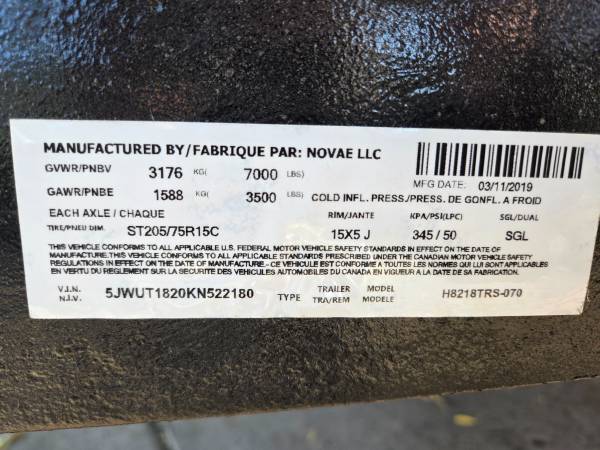 MANUFACTURED BY/FABRIQUE PAR: NOVAE LLC
GVWR/PNBV 3176 KG( 7000 LBS) MFG DATE: 03/11/2019
GAWR/PNBE 1588 KG( 3500 LBS) COLD INFL. PRESS/PRESS. DE GONFL. A FROID
EACH AXLE / CHAQUE RIM/JANTE KPA/PSI(LPC) SGL/DUAL
TIRE/PNEU DIM. ST205/75R15C 15X5 J 345 / 50 SGL
THIS VEHICLE CONFORMS TO ALL APPLICABLE U.S. FEDERAL MOTOR VEHICLE SAFETY STANDARDS IN EFFECT ON THE DATE OF
MANUFACTURE. THIS VEHICLE CONFORMS TO ALL APPLICABLE STANDARDS PRESCRIBED UNDER THE CANADIAN MOTOR VEHICLE SAFETY
REGULATIONS IN EFFECT ON THE DATE OF MANUFACTURE. - CE VEHICULE EST CONFORME A TOUTES LES NORMES QUI LUI SONT APPLICABLES
EN VERTU DU REGLEMENT SUR LA SECURITE DES VEHICULES AUTOMOBILES DU CANADA EN VIGUEUR A LA DATE DE SA FABRICATION.
V.I.N. 5JWUT1820KN522180 TYPE TRAILER MODEL H8218TRS-070
N.I.V. TRA/REM MODELE